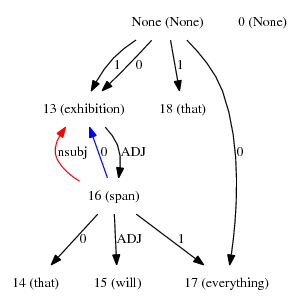 None (None) 0 (None)
1 0 1
13 (exhibition) 18 (that)
nsubj 0 ADJ 0
16 (span)
0 ADJ 1
14 (that) 15 (will) 17 (everything)